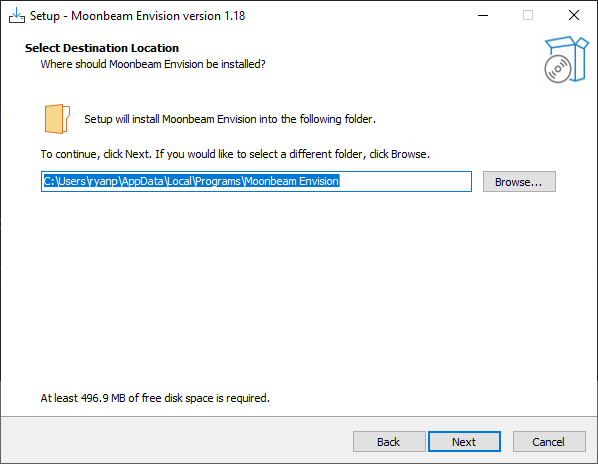 Setup - Moonbeam Envision version 1.18
Select Destination Location
Where should Moonbeam Envision be installed?
Setup will install Moonbeam Envision into the following folder.
To continue, click Next. If you would like to select a different folder, click Browse.
C:\Users\ryanp\AppData\Local\Programs\Moonbeam Envision
Browse...
At least 496.9 MB of free disk space is required.
Back
Next
Cancel